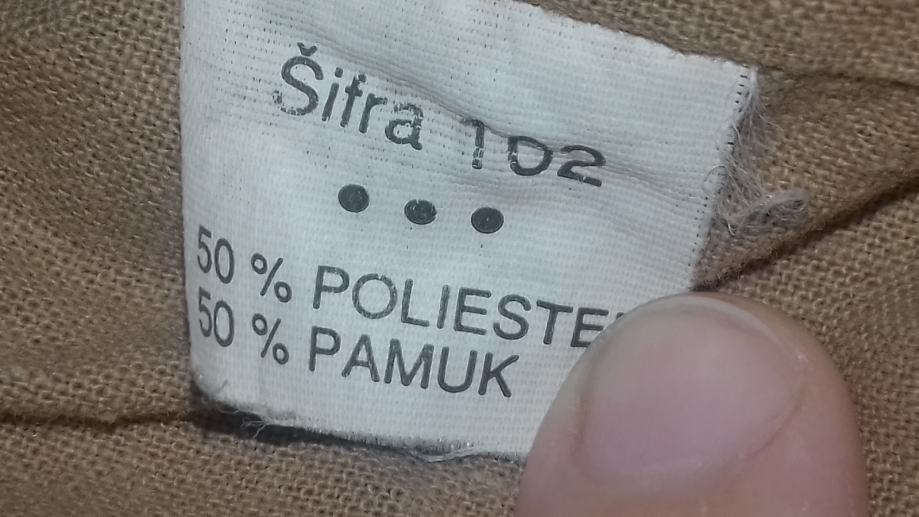 Šifra 102
● ● ●
50 % POLIESTE
50 % PAMUK